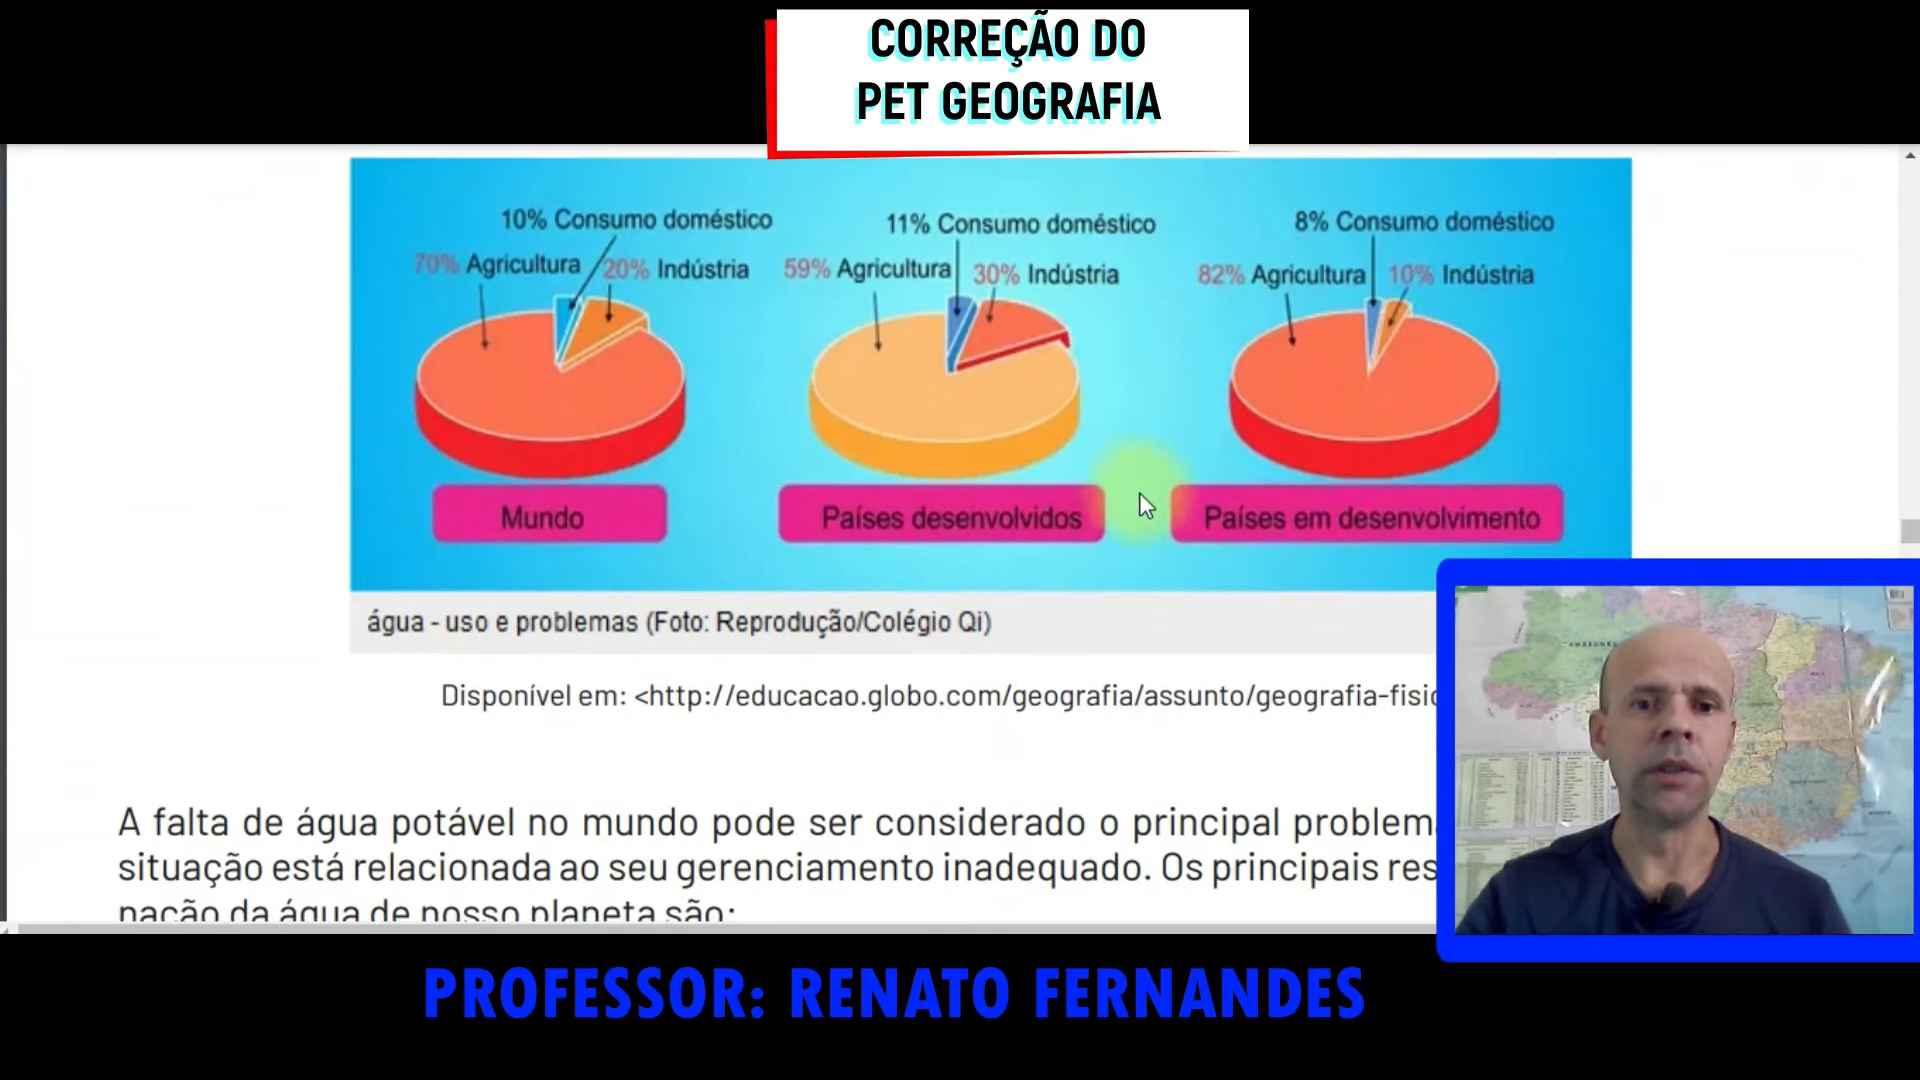 CORREÇÃO DO
PET GEOGRAFIA
10% Consumo doméstico
70% Agricultura
20% Indústria
Mundo
11% Consumo doméstico
59% Agricultura
30% Indústria
Países desenvolvidos
8% Consumo doméstico
82% Agricultura
10% Indústria
Países em desenvolvimento
água - uso e problemas (Foto: Reprodução/Colégio Qi)
Disponível em: <http://educacao.globo.com/geografia/assunto/geografia-fisic
A falta de água potável no mundo pode ser considerado o principal problem
situação está relacionada ao seu gerenciamento inadequado. Os principais res
nação da água de nosso planeta são:
PROFESSOR: RENATO FERNANDES